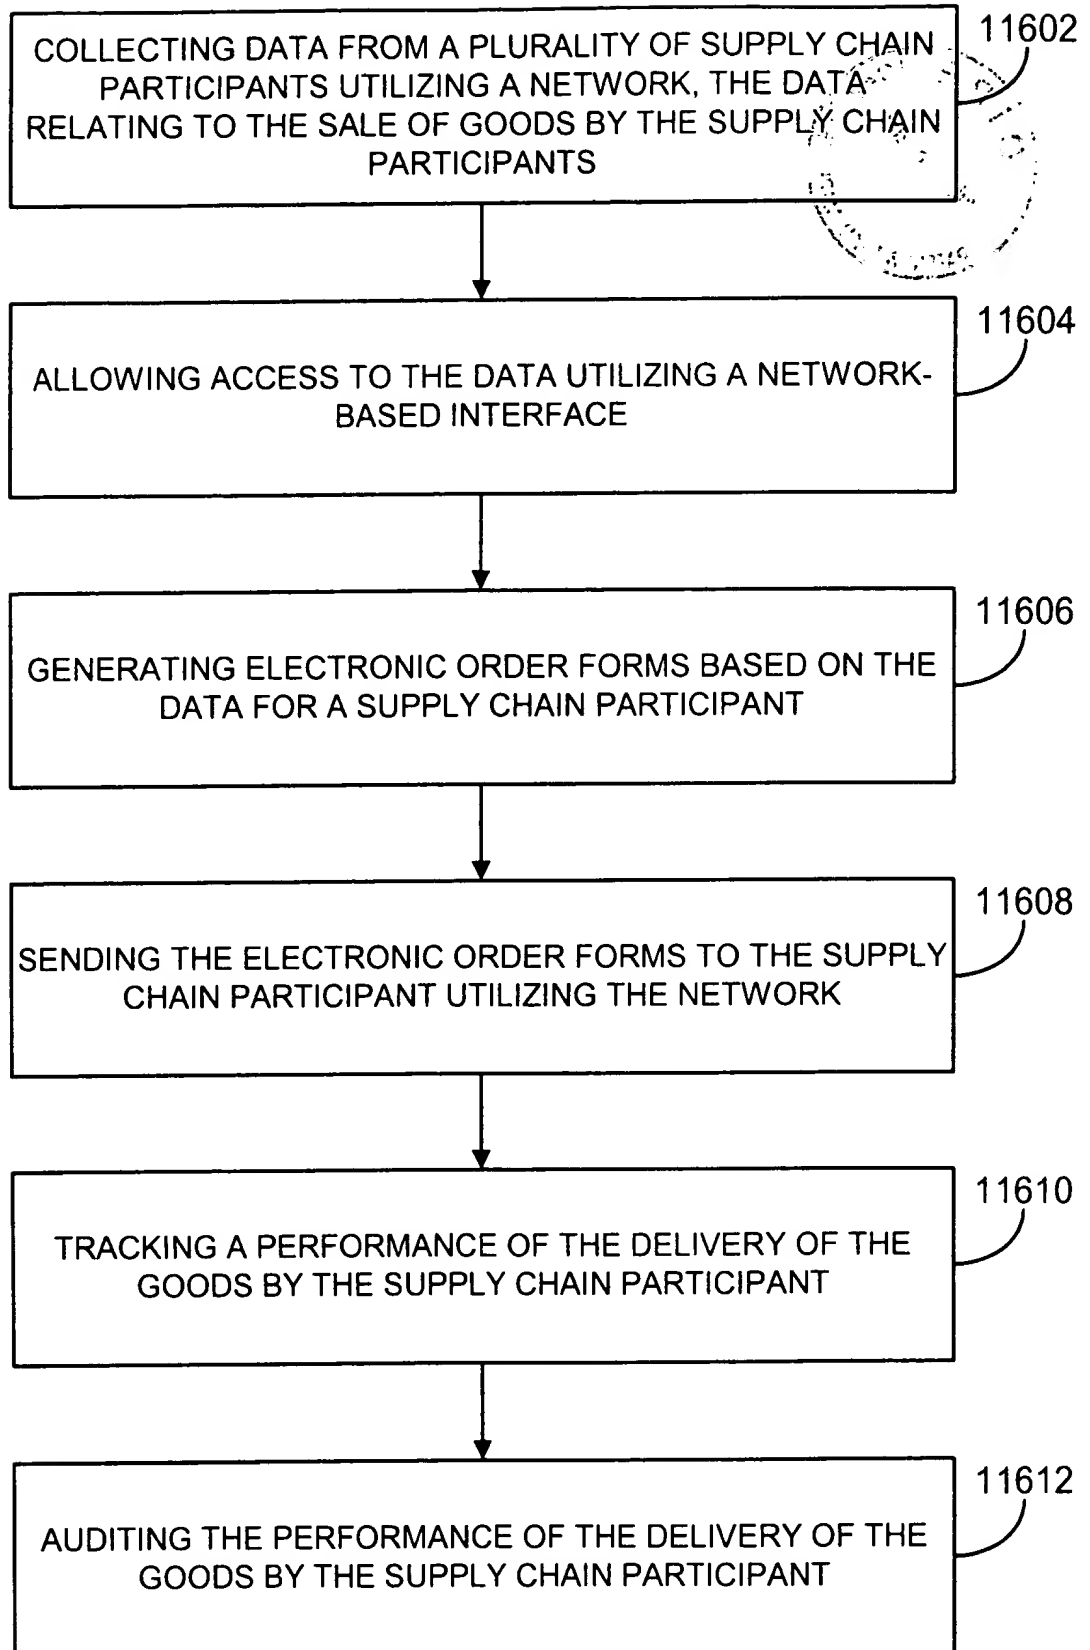 COLLECTING DATA FROM A PLURALITY OF SUPPLY CHAIN
PARTICIPANTS UTILIZING A NETWORK, THE DATA
RELATING TO THE SALE OF GOODS BY THE SUPPLY CHAIN
PARTICIPANTS
11602
ALLOWING ACCESS TO THE DATA UTILIZING A NETWORK-
BASED INTERFACE
11604
GENERATING ELECTRONIC ORDER FORMS BASED ON THE
DATA FOR A SUPPLY CHAIN PARTICIPANT
11606
SENDING THE ELECTRONIC ORDER FORMS TO THE SUPPLY
CHAIN PARTICIPANT UTILIZING THE NETWORK
11608
TRACKING A PERFORMANCE OF THE DELIVERY OF THE
GOODS BY THE SUPPLY CHAIN PARTICIPANT
11610
AUDITING THE PERFORMANCE OF THE DELIVERY OF THE
GOODS BY THE SUPPLY CHAIN PARTICIPANT
11612